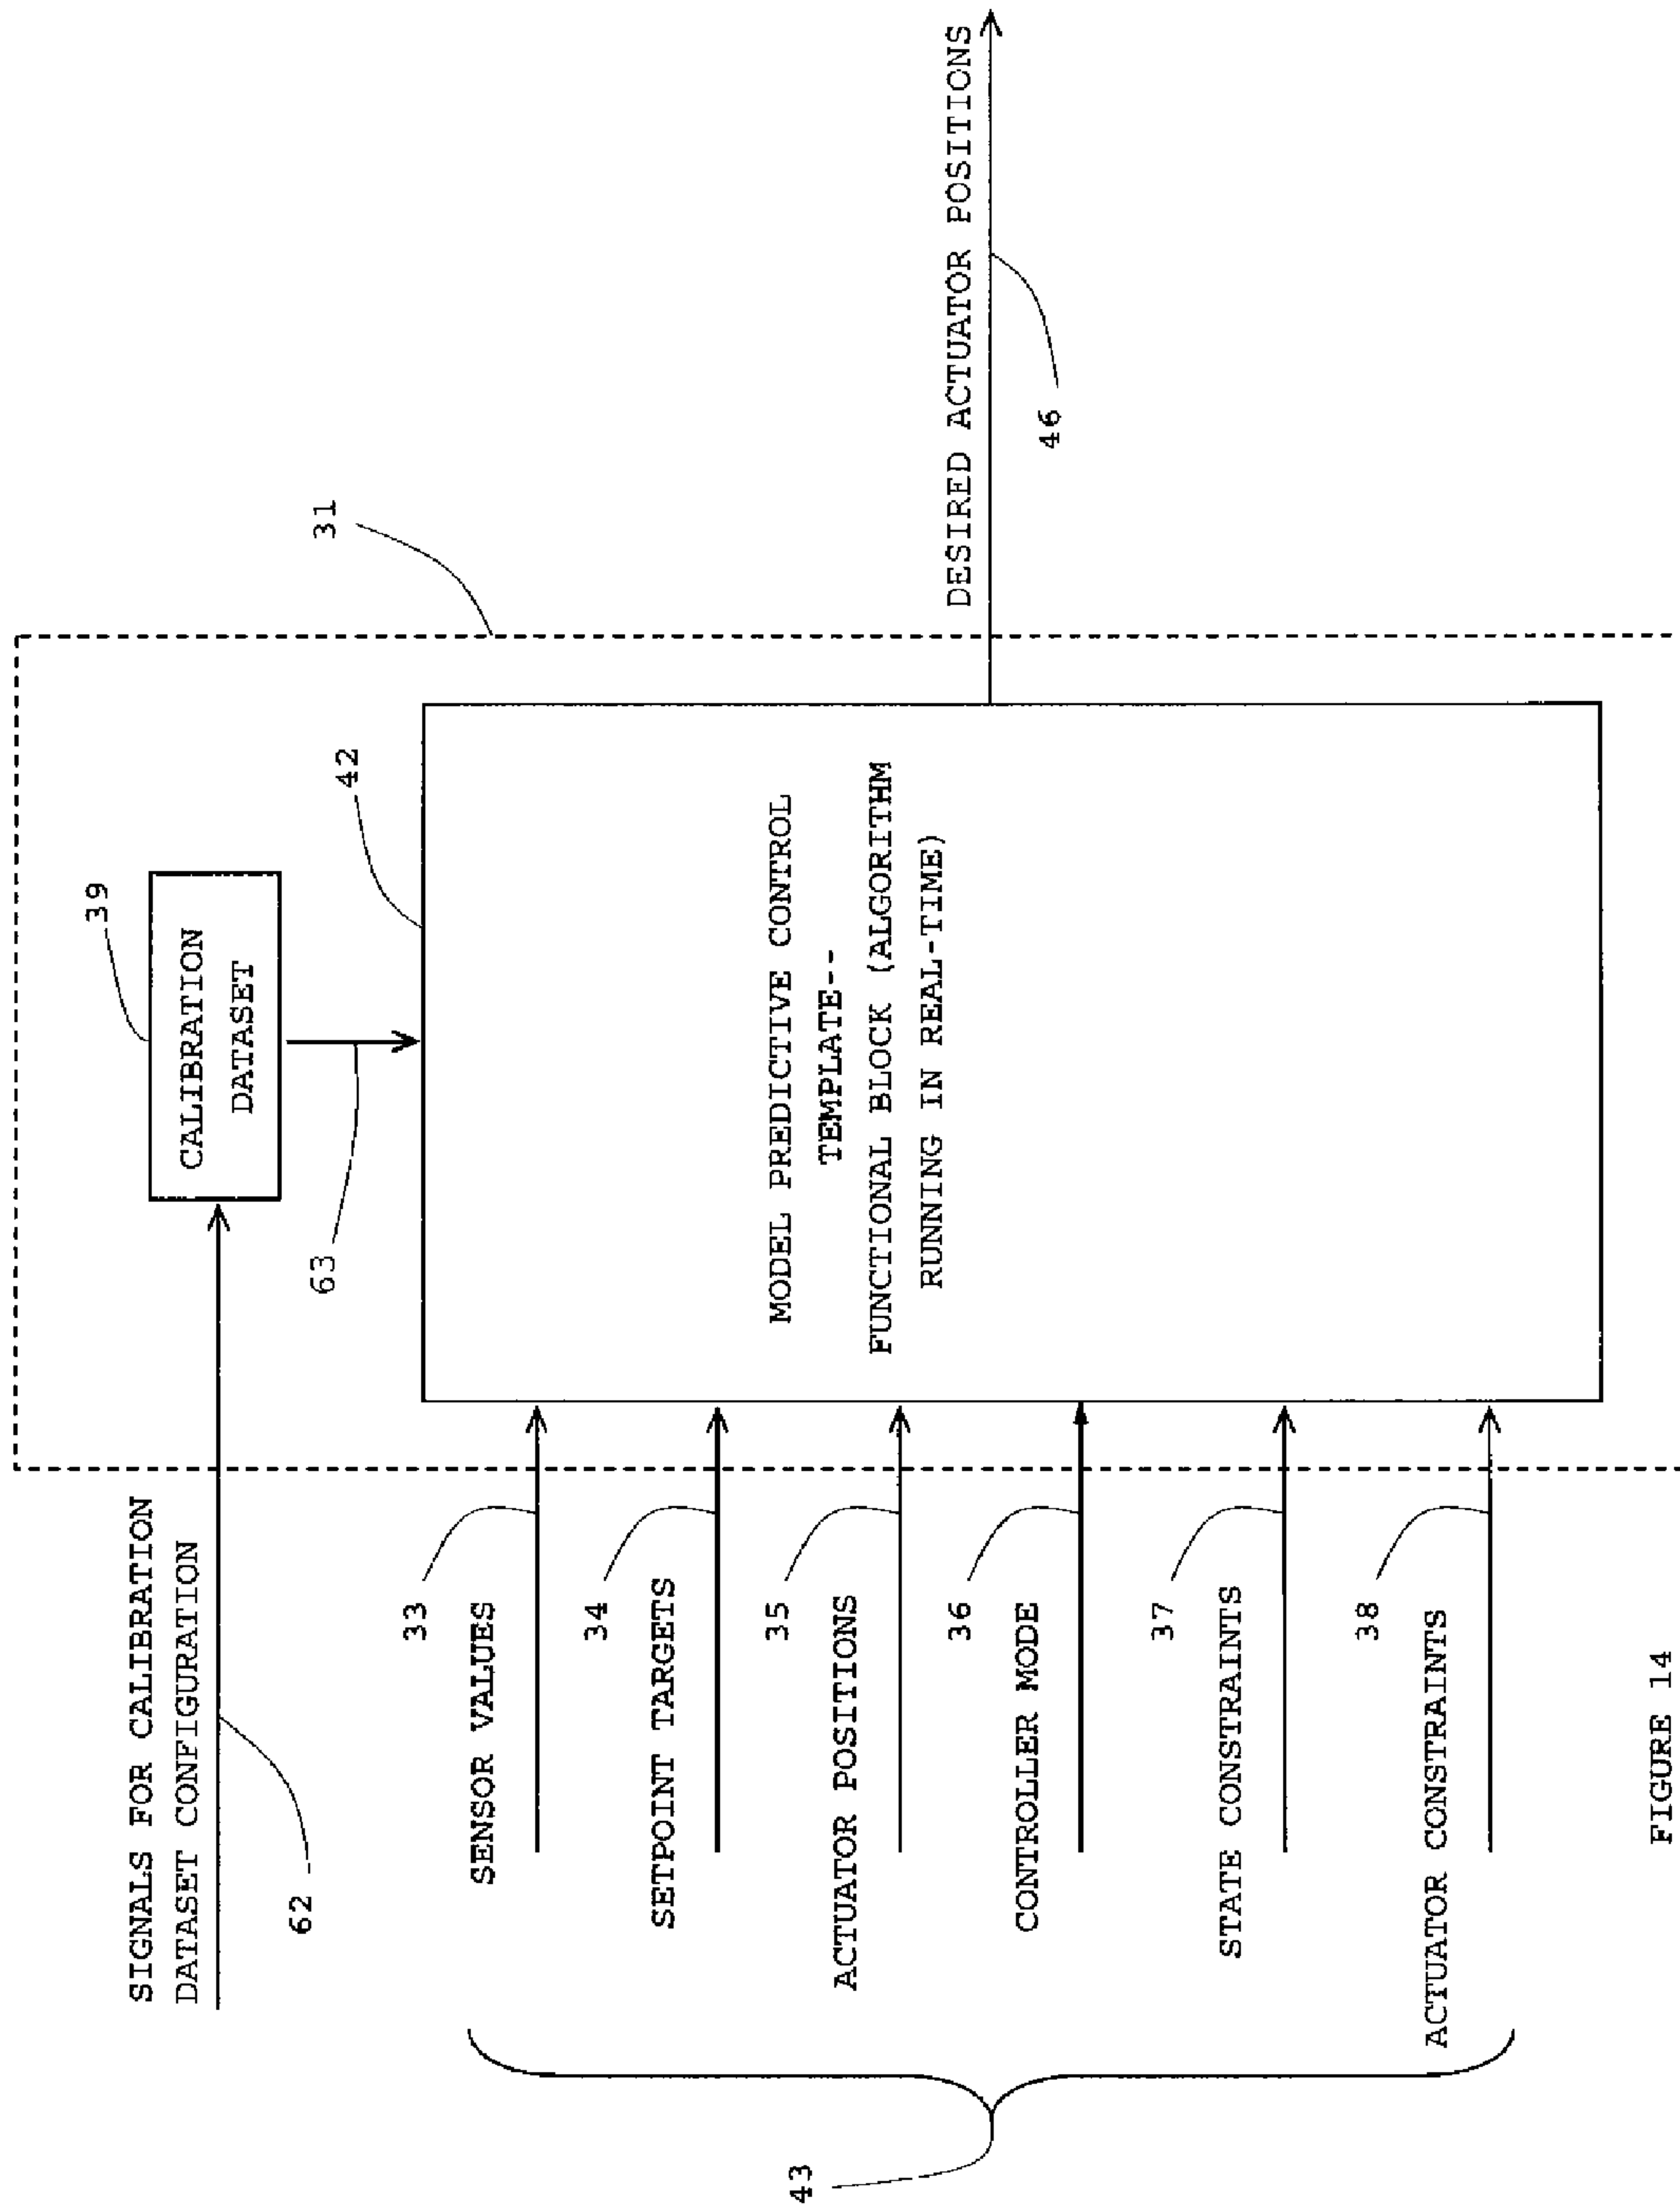 SIGNALS FOR CALIBRATION
DATASET CONFIGURATION
62
39
CALIBRATION
DATASET
31
63
42
43
33
SENSOR VALUES
34
SETPOINT TARGETS
35
ACTUATOR POSITIONS
36
CONTROLLER MODE
37
STATE CONSTRAINTS
38
ACTUATOR CONSTRAINTS
MODEL PREDICTIVE CONTROL
TEMPLATE--
FUNCTIONAL BLOCK (ALGORITHM
RUNNING IN REAL-TIME)
DESIRED ACTUATOR POSITIONS
46
FIGURE 14